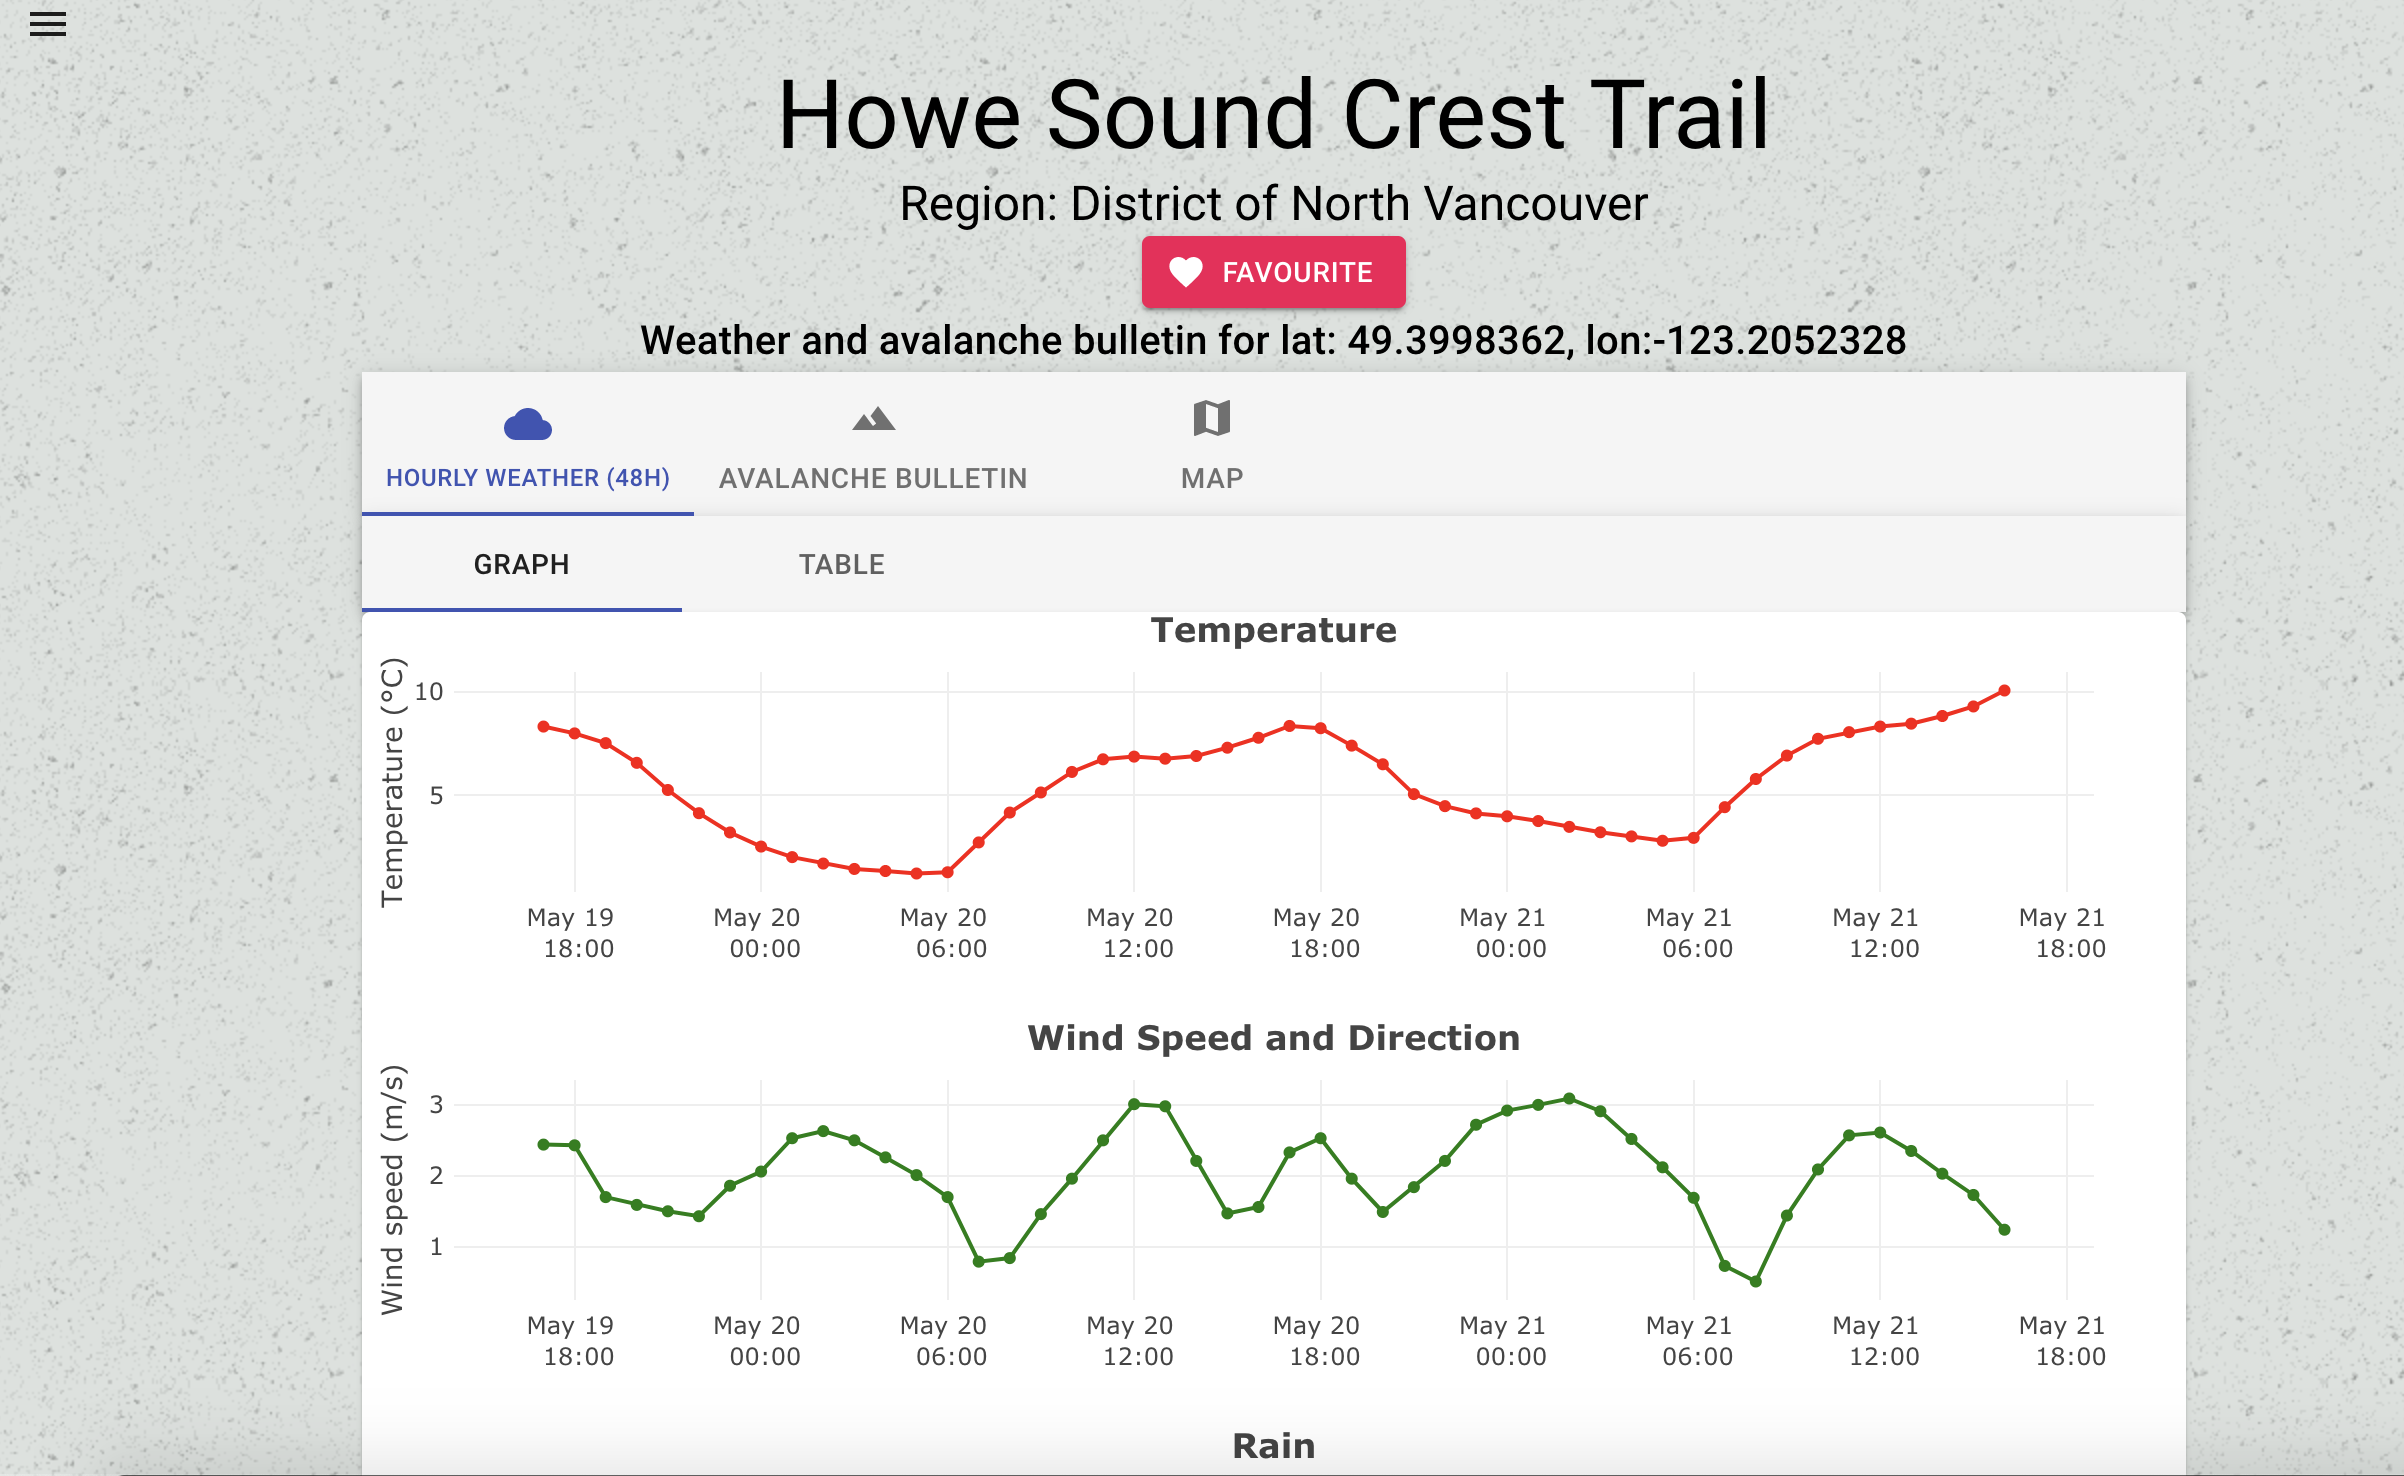 Howe Sound Crest Trail
Region: District of North Vancouver
FAVOURITE
Weather and avalanche bulletin for lat: 49.3998362, lon:-123.2052328
HOURLY WEATHER (48H) AVALANCHE BULLETIN MAP
GRAPH TABLE
Temperature
Temperature (°C)
10
5
May 19 May 20 May 20 May 20 May 20 May 21 May 21 May 21 May 21
18:00 00:00 06:00 12:00 18:00 00:00 06:00 12:00 18:00
Wind Speed and Direction
Wind speed (m/s)
3
2
1
May 19 May 20 May 20 May 20 May 20 May 21 May 21 May 21 May 21
18:00 00:00 06:00 12:00 18:00 00:00 06:00 12:00 18:00
Rain